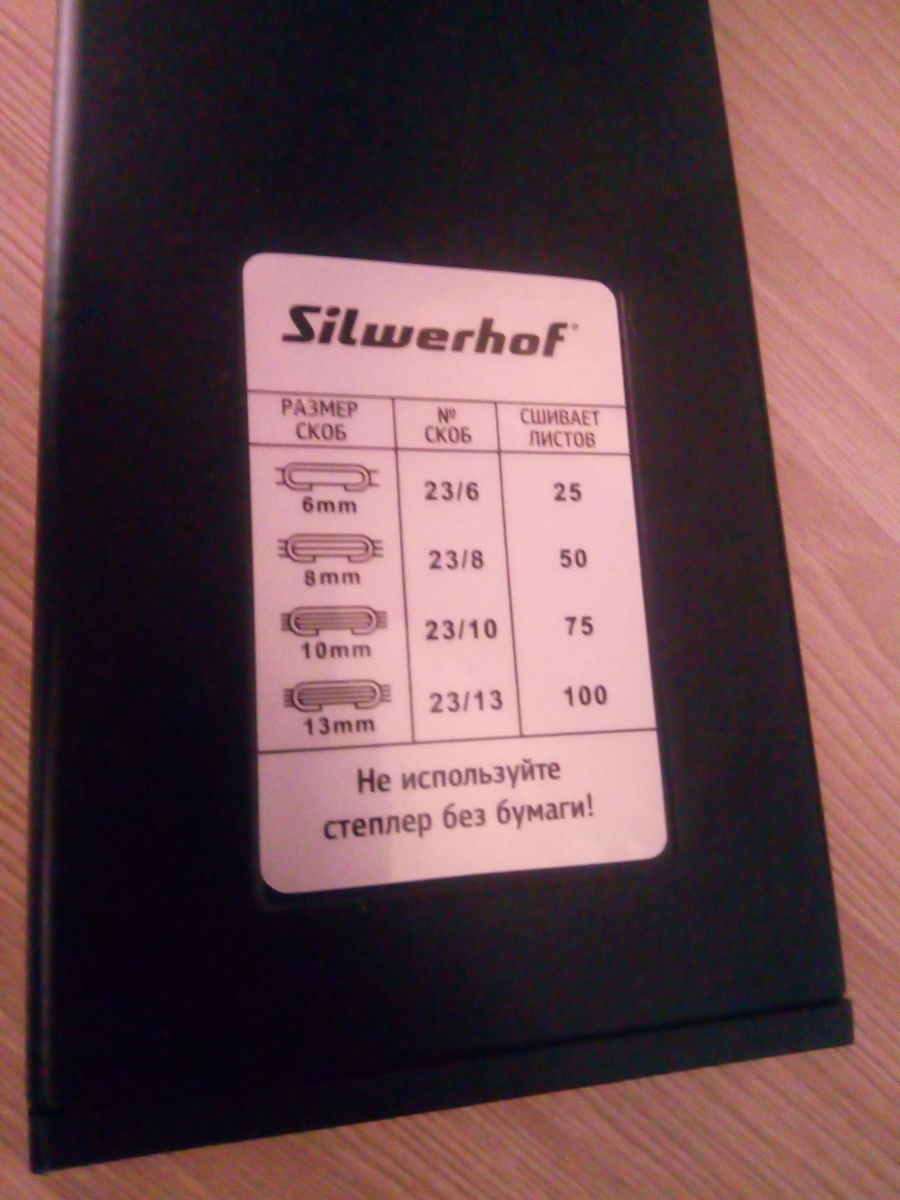 Silwerhof®
РАЗМЕР СКОБ № СКОБ СШИВАЕТ ЛИСТОВ
6mm 23/6 25
8mm 23/8 50
10mm 23/10 75
13mm 23/13 100
Не используйте
степлер без бумаги!